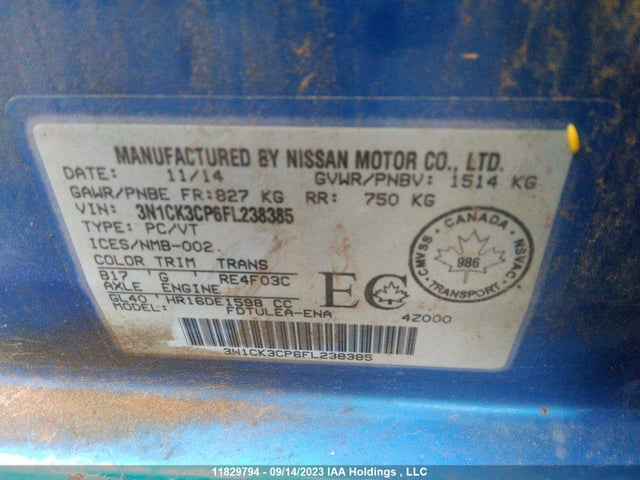 MANUFACTURED BY NISSAN MOTOR CO., LTD.
DATE: 11/14 GVWR/PNBV: 1514 KG
GAWR/PNBE FR: 827 KG RR: 750 KG
VIN: 3N1CK3CP6FL238385
TYPE: PC/VT
ICES/NMB-002
COLOR TRIM TRANS
B17 G RE4F03C
AXLE ENGINE
GL40 HR16DE1598 CC
MODEL: FDTULEA-ENA
EC
4Z000
CANADA
CMVSS 986 NSVAC
3N1CK3CP6FL238385
11829794 - 09/14/2023 IAA Holdings , LLC